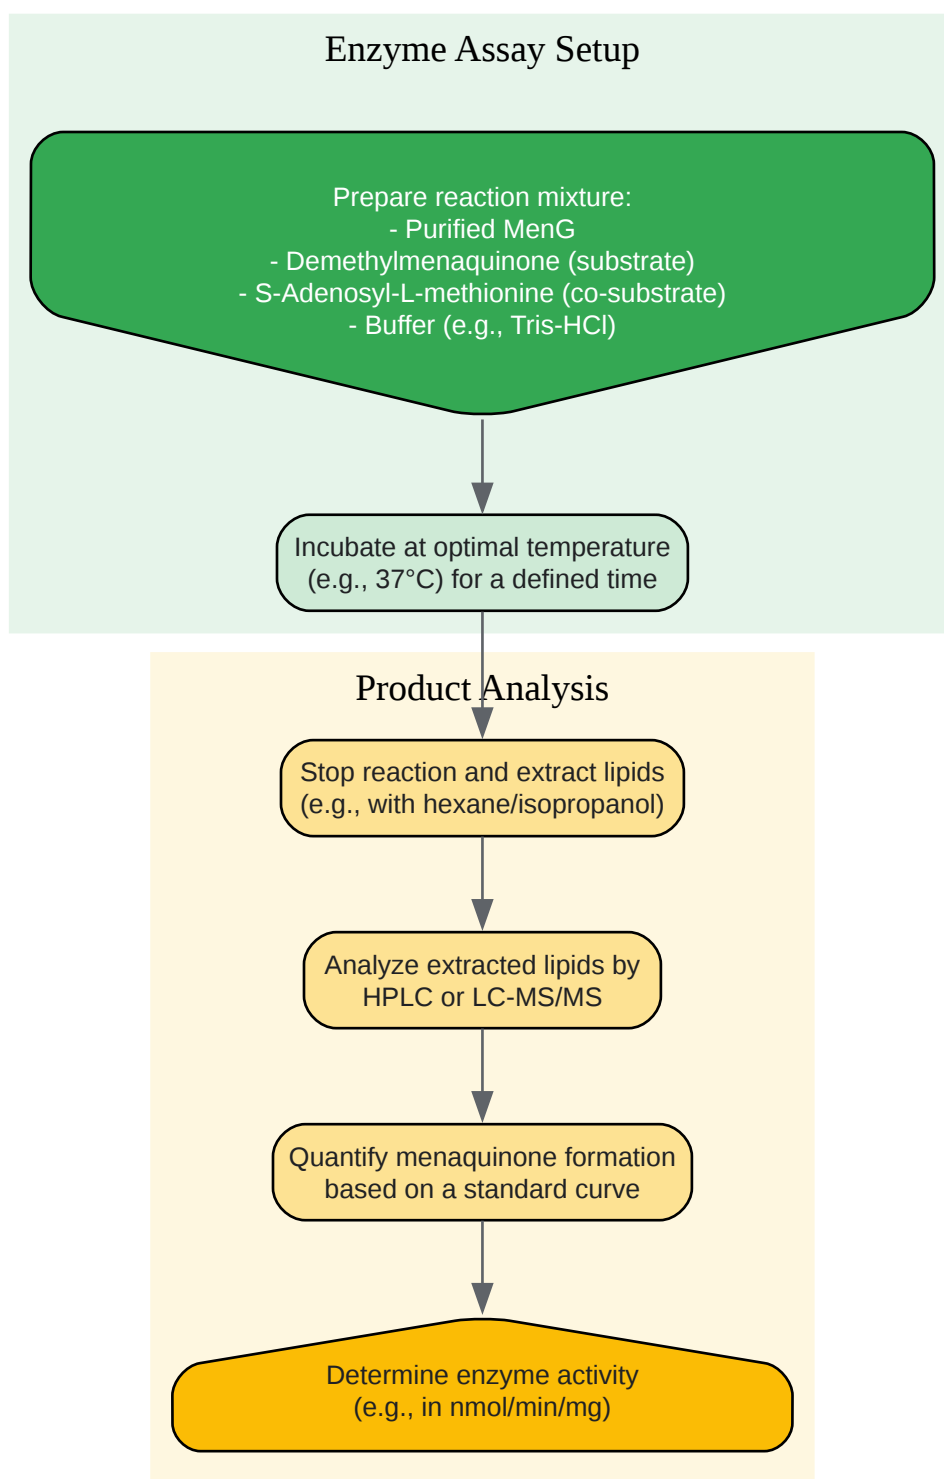 Enzyme Assay Setup
Prepare reaction mixture:
- Purified MenG
- Demethylmenaquinone (substrate)
- S-Adenosyl-L-methionine (co-substrate)
- Buffer (e.g., Tris-HCl)
Incubate at optimal temperature
(e.g., 37°C) for a defined time
Product Analysis
Stop reaction and extract lipids
(e.g., with hexane/isopropanol)
Analyze extracted lipids by
HPLC or LC-MS/MS
Quantify menaquinone formation
based on a standard curve
Determine enzyme activity
(e.g., in nmol/min/mg)